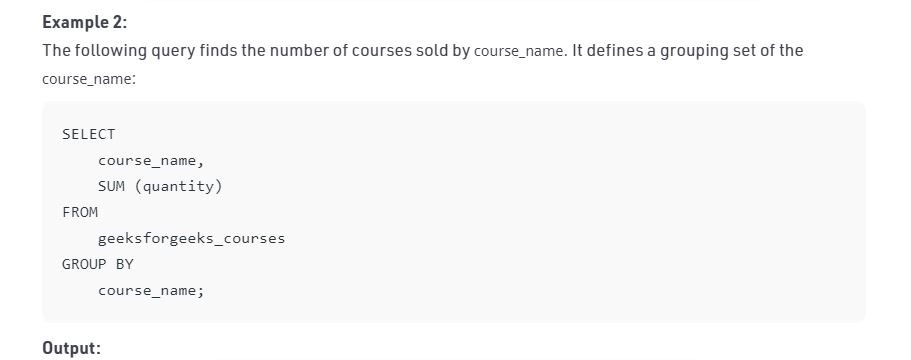 Example 2:
The following query finds the number of courses sold by course_name. It defines a grouping set of the
course_name:
SELECT
    course_name,
    SUM (quantity)
FROM
    geeksforgeeks_courses
GROUP BY
    course_name;
Output: